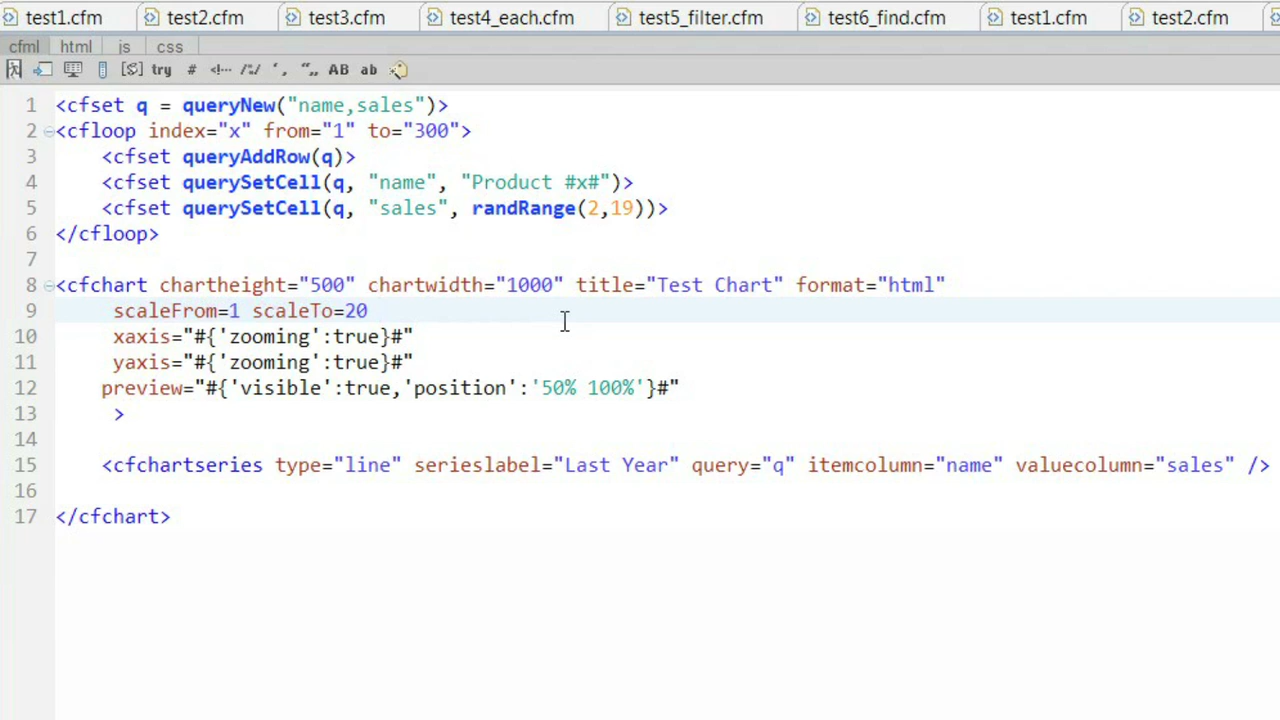 test1.cfm test2.cfm test3.cfm test4_each.cfm test5_filter.cfm test6_find.cfm test1.cfm test2.cfm
cfml html js css
[S] try # <!-- /*/ ‘, “„ AB ab
1 <cfset q = queryNew("name,sales")>
2 <cfloop index="x" from="1" to="300">
3 <cfset queryAddRow(q)>
4 <cfset querySetCell(q, "name", "Product #x#")>
5 <cfset querySetCell(q, "sales", randRange(2,19))>
6 </cfloop>
7
8 <cfchart chartheight="500" chartwidth="1000" title="Test Chart" format="html"
9 scaleFrom=1 scaleTo=20
10 xaxis="#{'zooming':true}#"
11 yaxis="#{'zooming':true}#"
12 preview="#{'visible':true,'position':'50% 100%'}#"
13 >
14
15 <cfchartseries type="line" serieslabel="Last Year" query="q" itemcolumn="name" valuecolumn="sales" />
16
17 </cfchart>